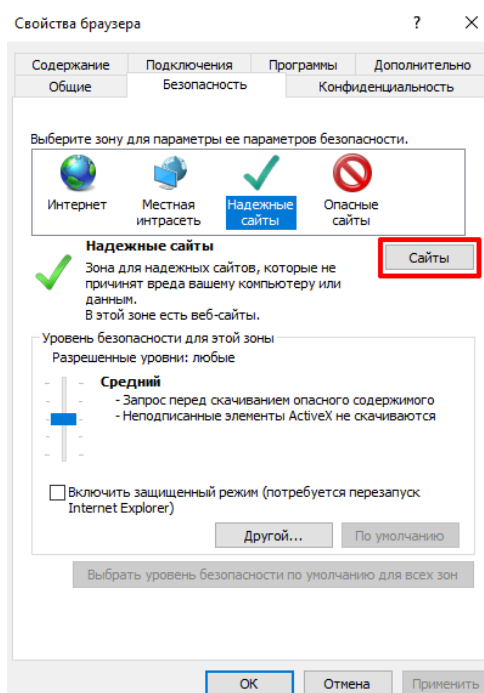 Свойства браузера ? ×
Содержание Подключения Программы Дополнительно
Общие Безопасность Конфиденциальность
Выберите зону для параметры ее параметров безопасности.
Интернет Местная интрасеть Надежные сайты Опасные сайты
Надежные сайты
Сайты
Зона для надежных сайтов, которые не
причинят вреда вашему компьютеру или
данным.
В этой зоне есть веб-сайты.
Уровень безопасности для этой зоны
Разрешенные уровни: любые
Средний
- Запрос перед скачиванием опасного содержимого
- Неподписанные элементы ActiveX не скачиваются
Включить защищенный режим (потребуется перезапуск
Internet Explorer)
Другой... По умолчанию
Выбрать уровень безопасности по умолчанию для всех зон
ОК Отмена Применить